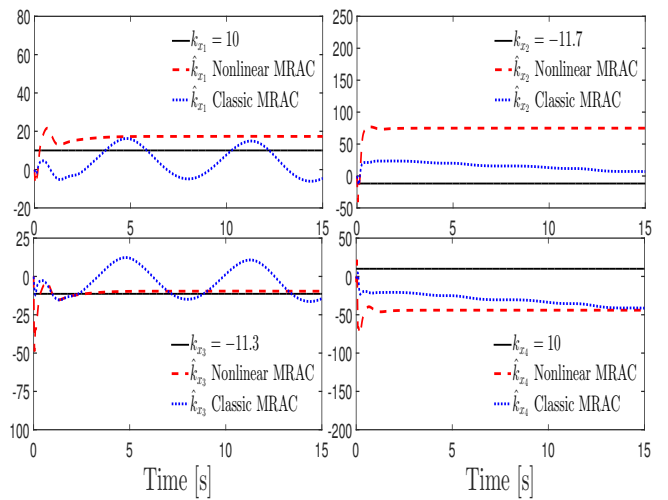 80
60
40
20
0
-20
0
5
10
15
k_{x_1} = 10
\hat{k}_{x_1} Nonlinear MRAC
\hat{k}_{x_1} Classic MRAC
250
200
150
100
50
0
-50
0
5
10
15
k_{x_2} = −11.7
\hat{k}_{x_2} Nonlinear MRAC
\hat{k}_{x_2} Classic MRAC
25
0
-25
-50
-75
100
0
5
10
15
k_{x_3} = −11.3
\hat{k}_{x_3} Nonlinear MRAC
\hat{k}_{x_3} Classic MRAC
Time [s]
50
0
-50
-100
-150
-200
0
5
10
15
k_{x_4} = 10
\hat{k}_{x_4} Nonlinear MRAC
\hat{k}_{x_4} Classic MRAC
Time [s]